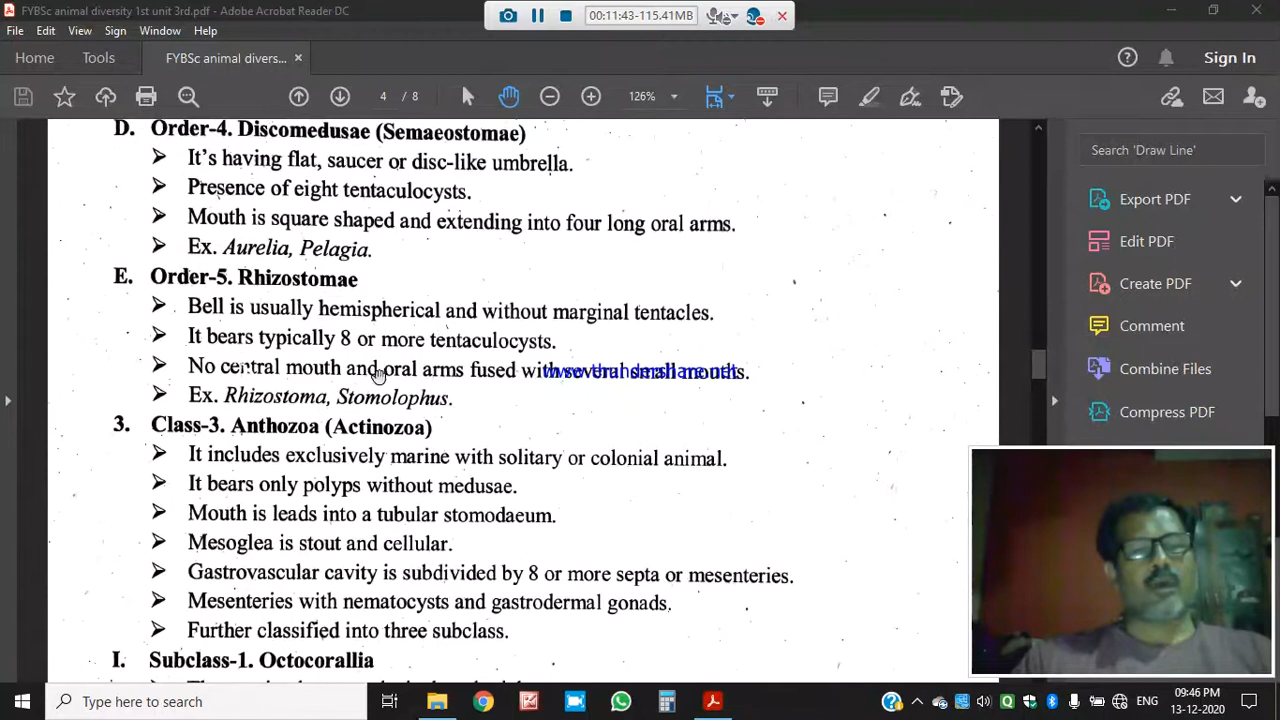 FYBSc animal diversity 1st unit 3rd.pdf - Adobe Acrobat Reader DC
00:11:43-115.41MB
File Edit View Sign Window Help
Home Tools FYBSc animal divers... Sign In
4 / 8 126%
D. Order-4. Discomedusae (Semaeostomae)
It's having flat, saucer or disc-like umbrella.
Presence of eight tentaculocysts.
Mouth is square shaped and extending into four long oral arms.
Ex. Aurelia, Pelagia.
E. Order-5. Rhizostomae
Bell is usually hemispherical and without marginal tentacles.
It bears typically 8 or more tentaculocysts.
No central mouth and oral arms fused with several small mouths.
Ex. Rhizostoma, Stomolophus.
3. Class-3. Anthozoa (Actinozoa)
It includes exclusively marine with solitary or colonial animal.
It bears only polyps without medusae.
Mouth is leads into a tubular stomodaeum.
Mesoglea is stout and cellular.
Gastrovascular cavity is subdivided by 8 or more septa or mesenteries.
Mesenteries with nematocysts and gastrodermal gonads.
Further classified into three subclass.
I. Subclass-1. Octocorallia
Search 'Draw Line'
Export PDF
Edit PDF
Create PDF
Comment
Combine Files
Compress PDF
Type here to search
ENG
09:46 PM
13-12-2020